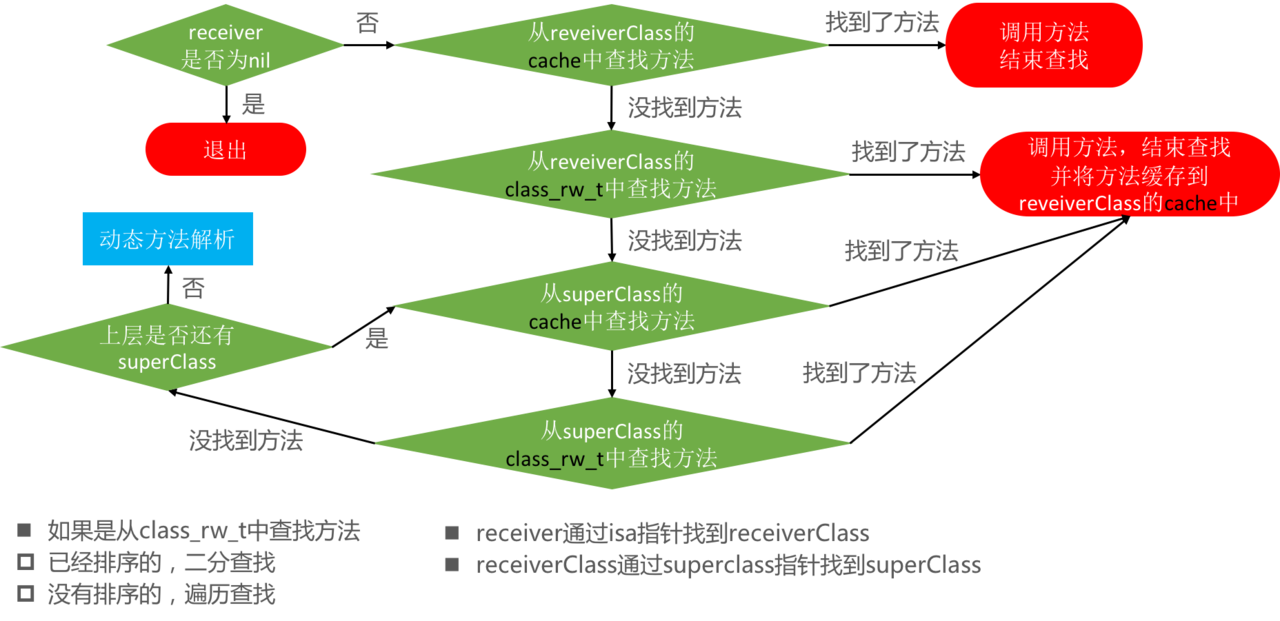 receiver
是否为nil
否
从reveiverClass的
cache中查找方法
找到了方法
调用方法
结束查找
是
没找到方法
退出
从reveiverClass的
class_rw_t中查找方法
找到了方法
调用方法，结束查找
并将方法缓存到
reveiverClass的cache中
动态方法解析
没找到方法
找到了方法
否
从superClass的
cache中查找方法
上层是否还有
superClass
是
没找到方法
找到了方法
没找到方法
从superClass的
class_rw_t中查找方法
如果是从class_rw_t中查找方法
已经排序的，二分查找
没有排序的，遍历查找
receiver通过isa指针找到receiverClass
receiverClass通过superclass指针找到superClass